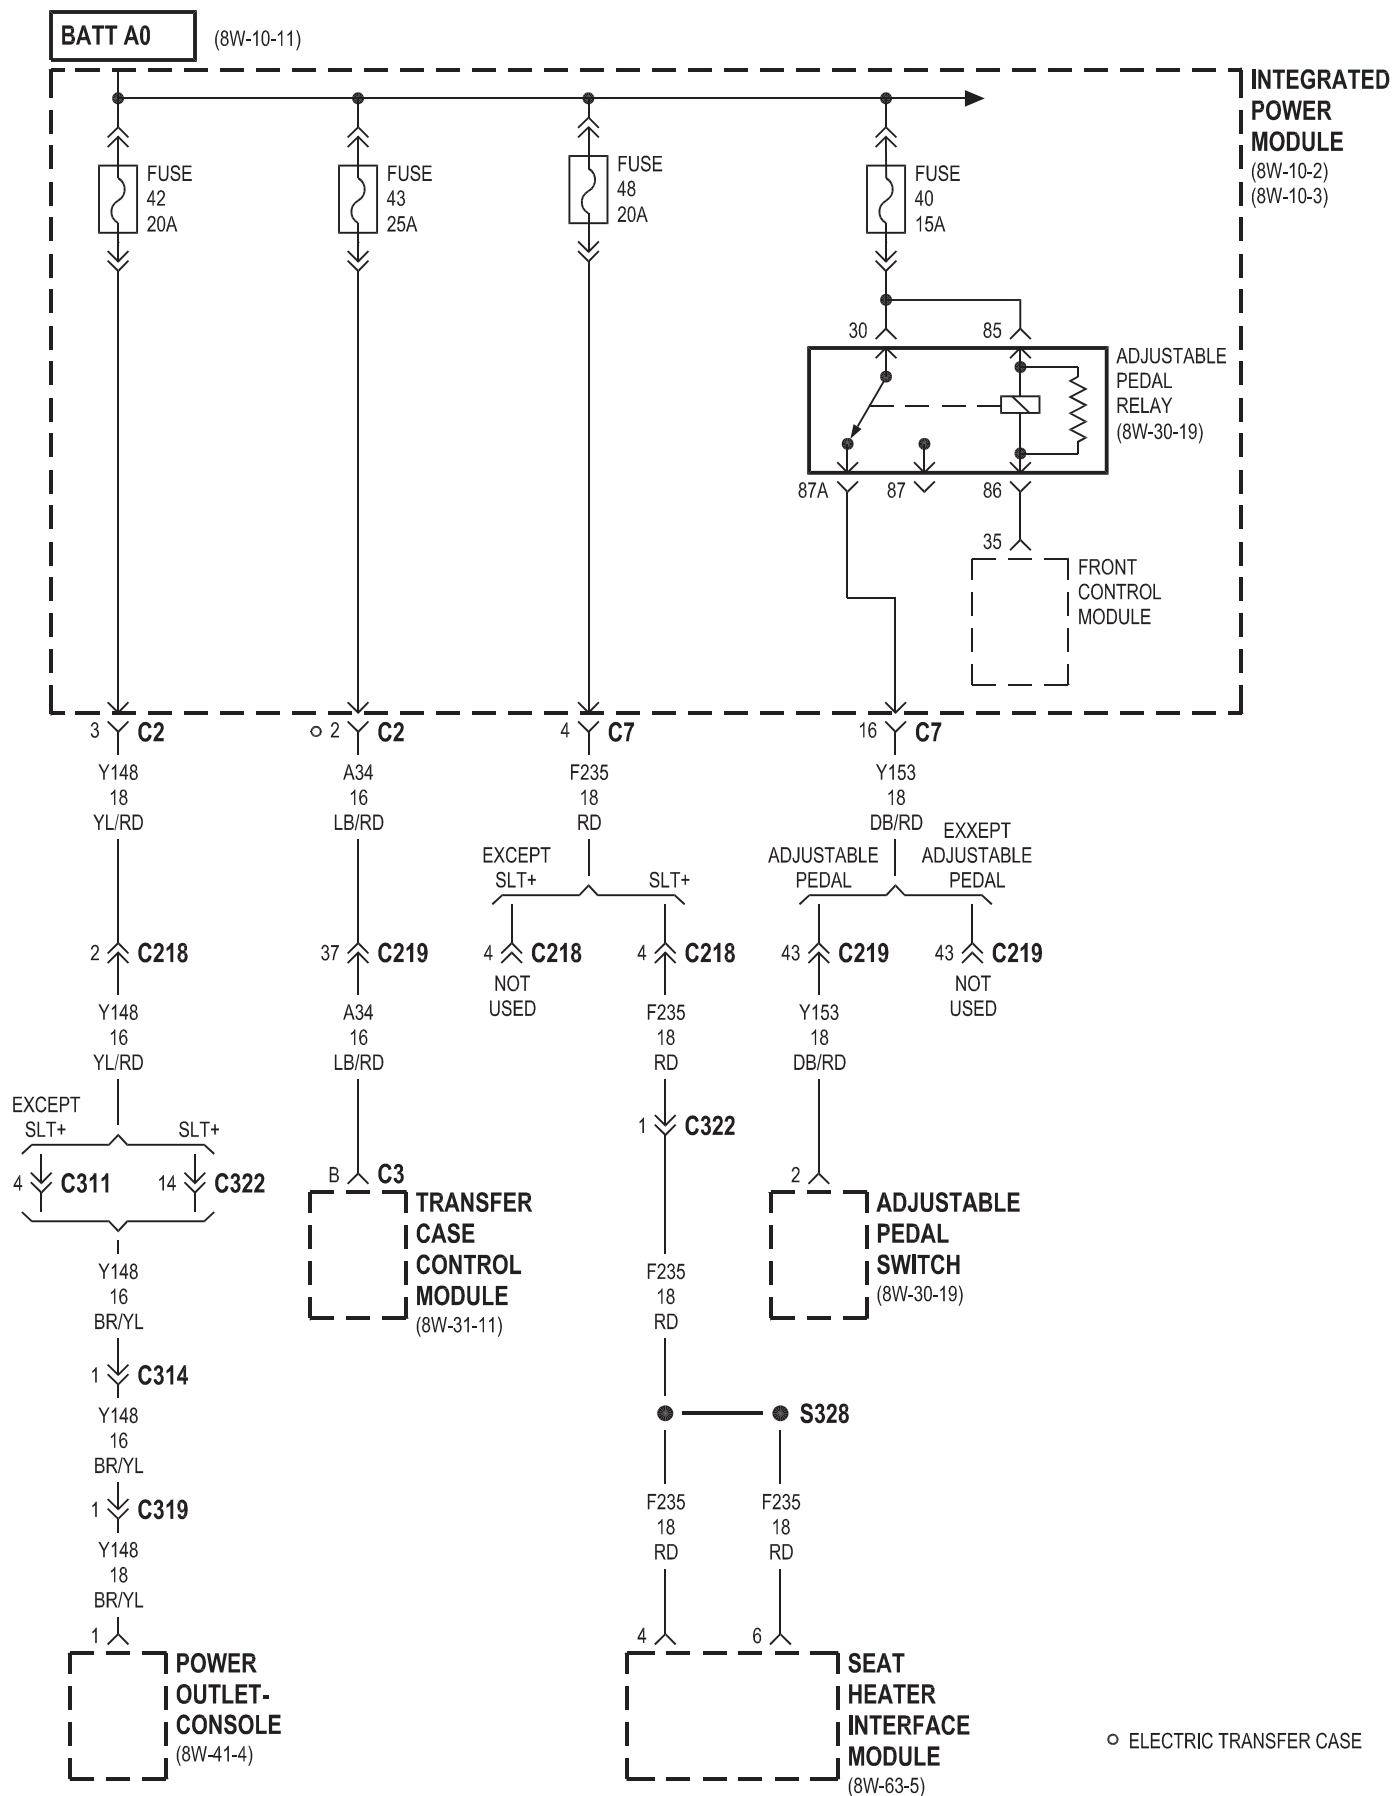 BATT A0
(8W-10-11)
INTEGRATED
POWER
MODULE
(8W-10-2)
(8W-10-3)
FUSE
42
20A
FUSE
43
25A
FUSE
48
20A
FUSE
40
15A
30
85
ADJUSTABLE
PEDAL
RELAY
(8W-30-19)
87A
87
86
35
FRONT
CONTROL
MODULE
3
C2
2
C2
4
C7
16
C7
Y148
18
YL/RD
A34
16
LB/RD
F235
18
RD
Y153
18
DB/RD
EXCEPT
SLT+
SLT+
ADJUSTABLE
PEDAL
EXXEPT
ADJUSTABLE
PEDAL
2
C218
37
C219
4
C218
NOT
USED
4
C218
43
C219
43
C219
NOT
USED
Y148
16
YL/RD
A34
16
LB/RD
F235
18
RD
Y153
18
DB/RD
EXCEPT
SLT+
SLT+
4
C311
14
C322
B
C3
TRANSFER
CASE
CONTROL
MODULE
(8W-31-11)
1
C322
2
ADJUSTABLE
PEDAL
SWITCH
(8W-30-19)
Y148
16
BR/YL
F235
18
RD
1
C314
Y148
16
BR/YL
S328
1
C319
Y148
18
BR/YL
F235
18
RD
F235
18
RD
1
POWER
OUTLET-
CONSOLE
(8W-41-4)
4
6
SEAT
HEATER
INTERFACE
MODULE
(8W-63-5)
ELECTRIC TRANSFER CASE